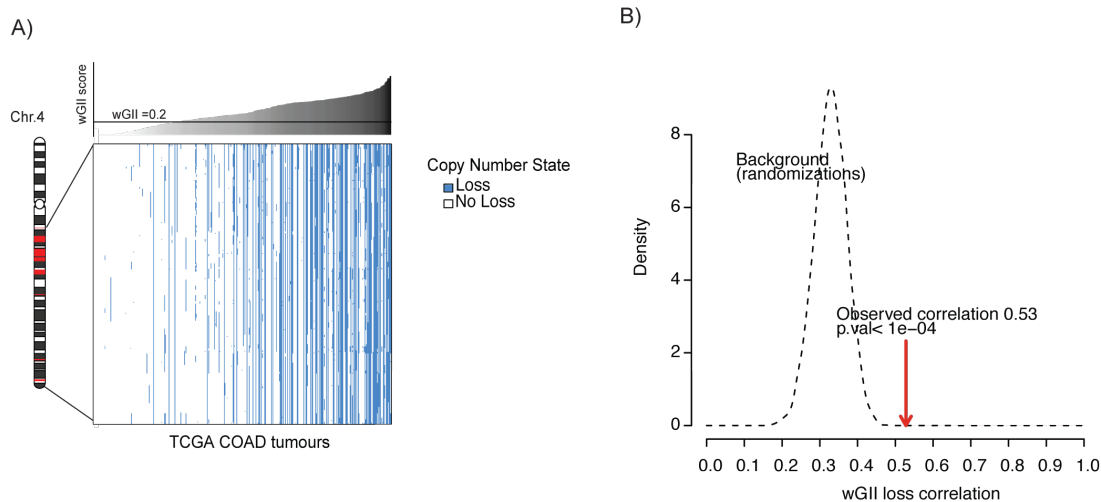 A)
wGII score
wGII =0.2
Chr.4
Copy Number State
Loss
No Loss
TCGA COAD tumours
B)
Density
8
6
4
2
0
Background
(randomizations)
Observed correlation 0.53
p.val< 1e−04
0.0 0.1 0.2 0.3 0.4 0.5 0.6 0.7 0.8 0.9 1.0
wGII loss correlation